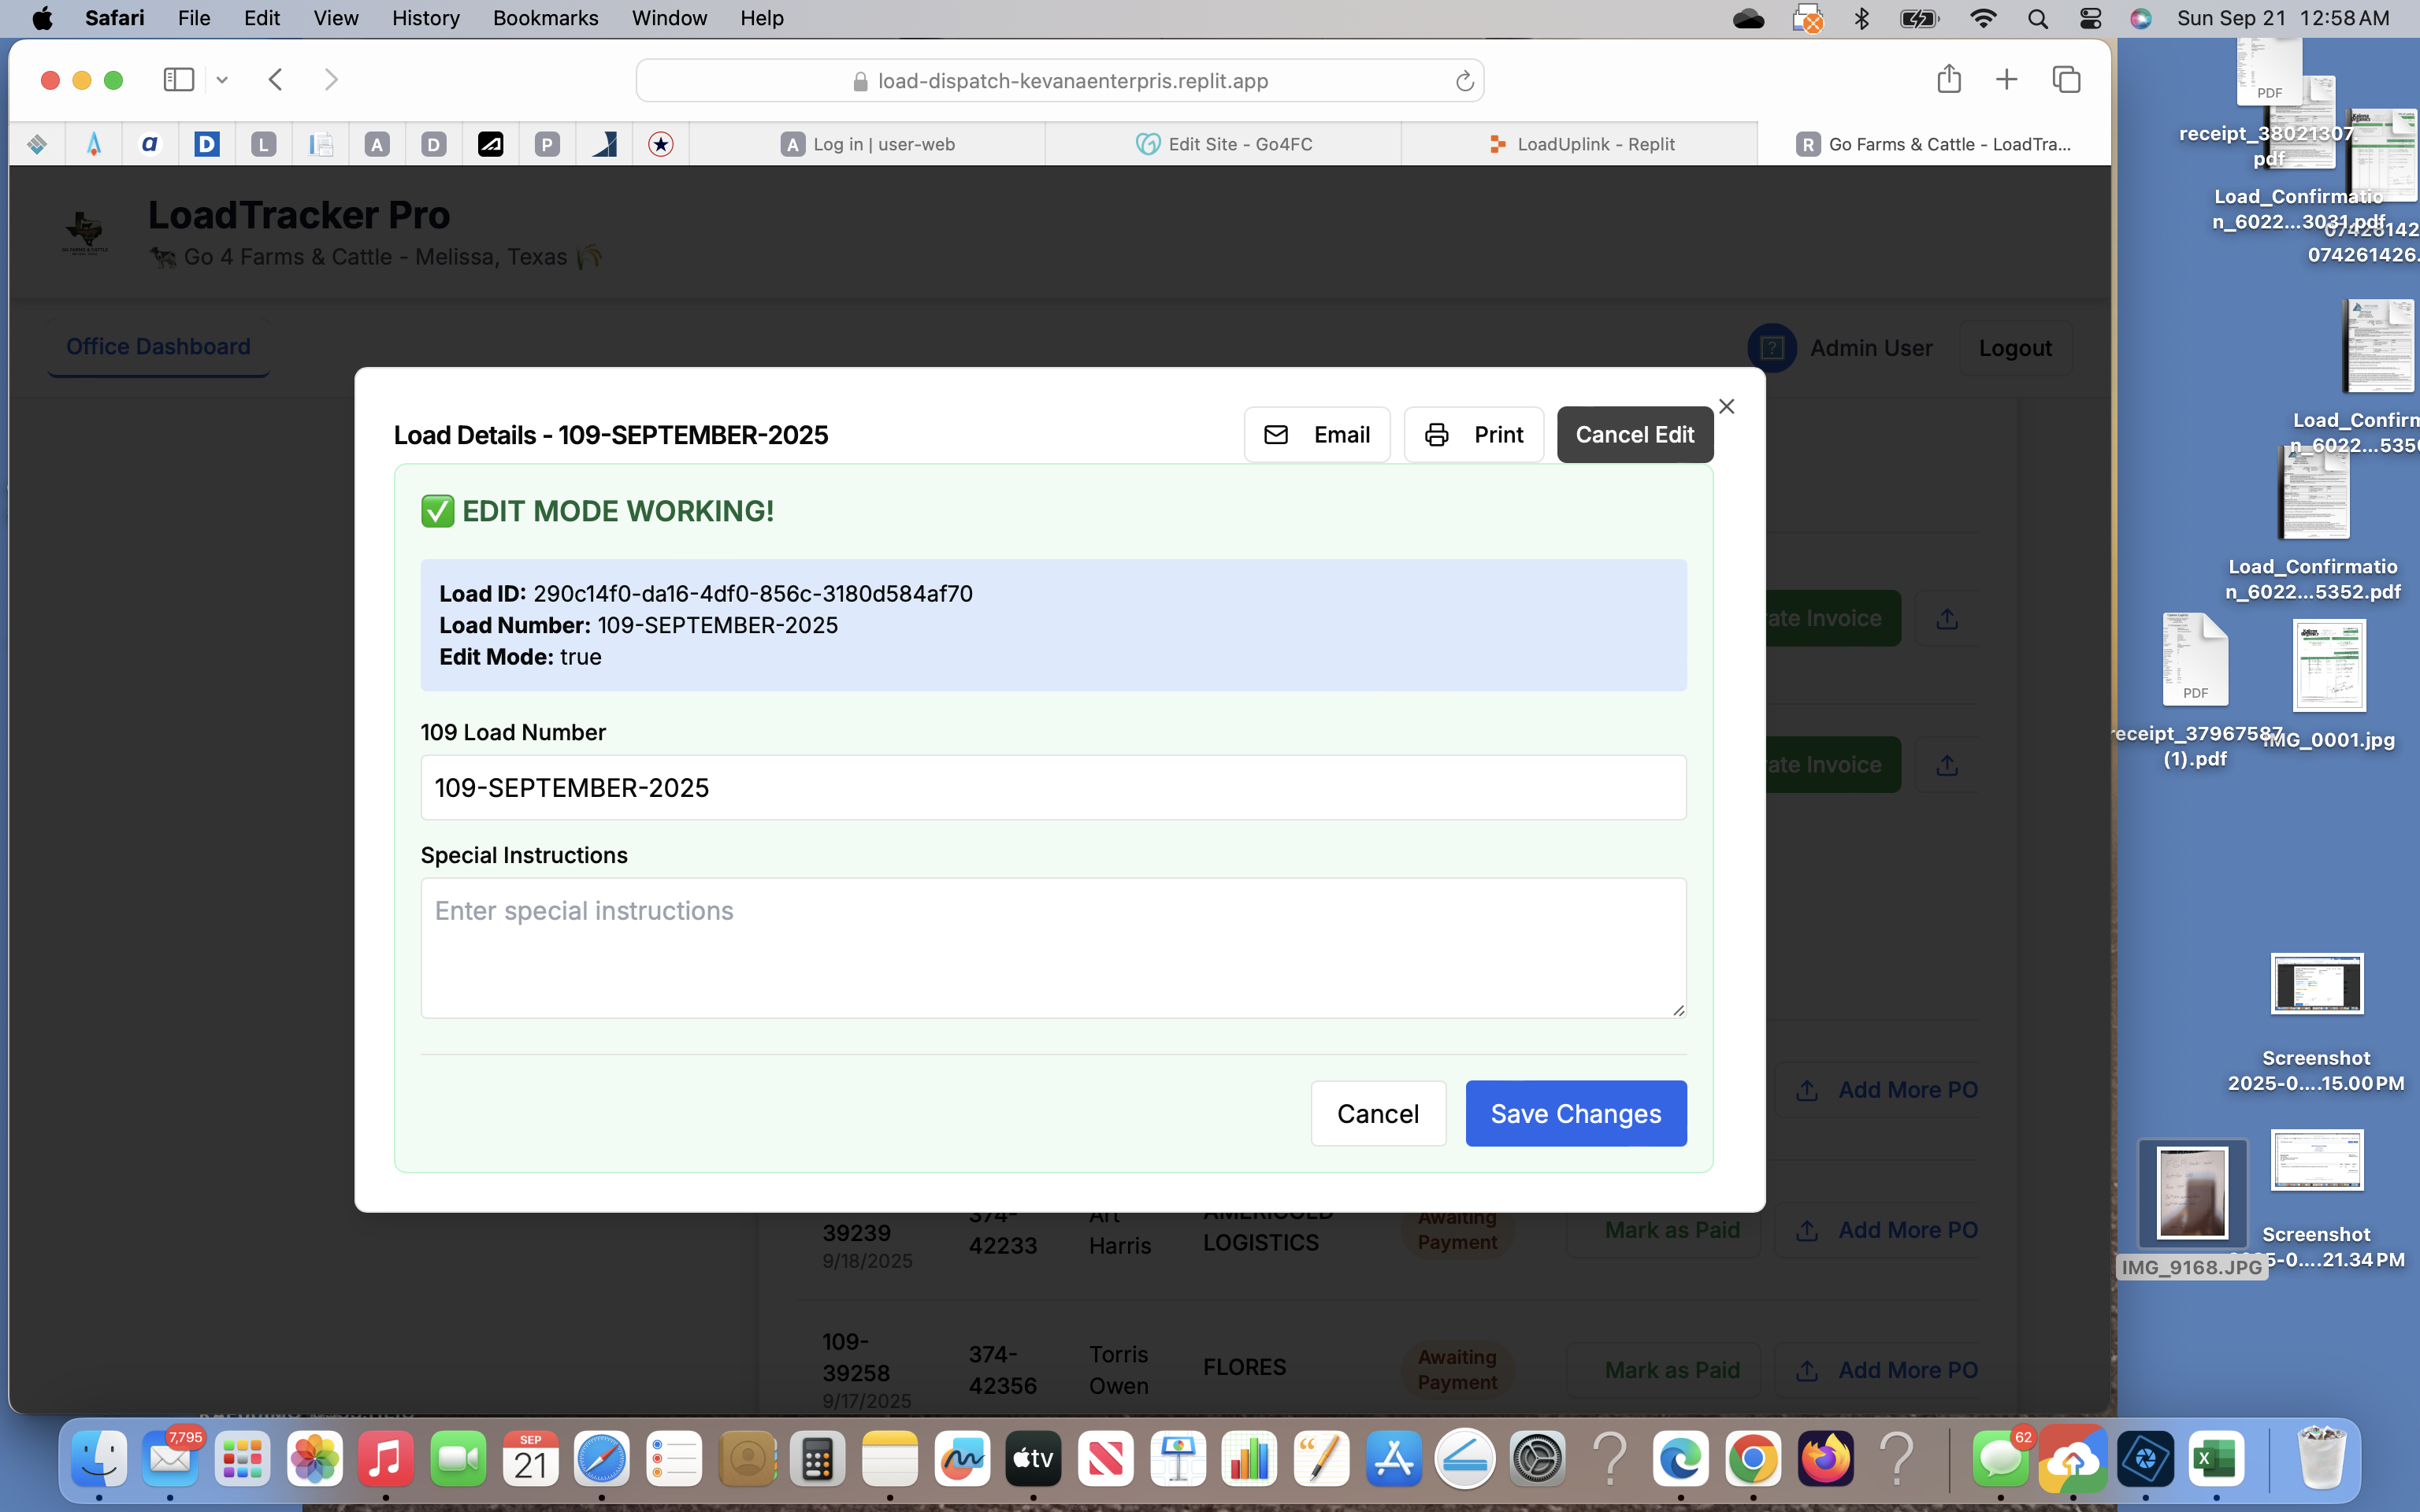 Safari File Edit View History Bookmarks Window Help Sun Sep 21 12:58 AM
load-dispatch-kevanaenterpris.replit.app
a D L A D P A Log in | user-web Edit Site - Go4FC LoadUplink - Replit R Go Farms & Cattle - LoadTra...
LoadTracker Pro
Go 4 Farms & Cattle - Melissa, Texas
Office Dashboard
? Admin User Logout
Load Details - 109-SEPTEMBER-2025
Email Print Cancel Edit
EDIT MODE WORKING!
Load ID: 290c14f0-da16-4df0-856c-3180d584af70
Load Number: 109-SEPTEMBER-2025
Edit Mode: true
109 Load Number
109-SEPTEMBER-2025
Special Instructions
Enter special instructions
Cancel Save Changes
ate Invoice
ate Invoice
Add More PO
39239
9/18/2025
374-
42233
Art
Harris
AMERICOLD
LOGISTICS
Awaiting
Payment
Mark as Paid
Add More PO
109-
39258
9/17/2025
374-
42356
Torris
Owen
FLORES
Awaiting
Payment
Mark as Paid
Add More PO
PDF
receipt_38021307
pdf
Load_Confirmatio
n_6022...3031.pdf
074261426.
Load_Confirm
n_6022...535
Load_Confirmatio
n_6022...5352.pdf
PDF
receipt_37967587
(1).pdf
IMG_0001.jpg
Screenshot
2025-0....15.00 PM
Screenshot
5-0....21.34 PM
IMG_9168.JPG
7,795
SEP
21
tv
62
X